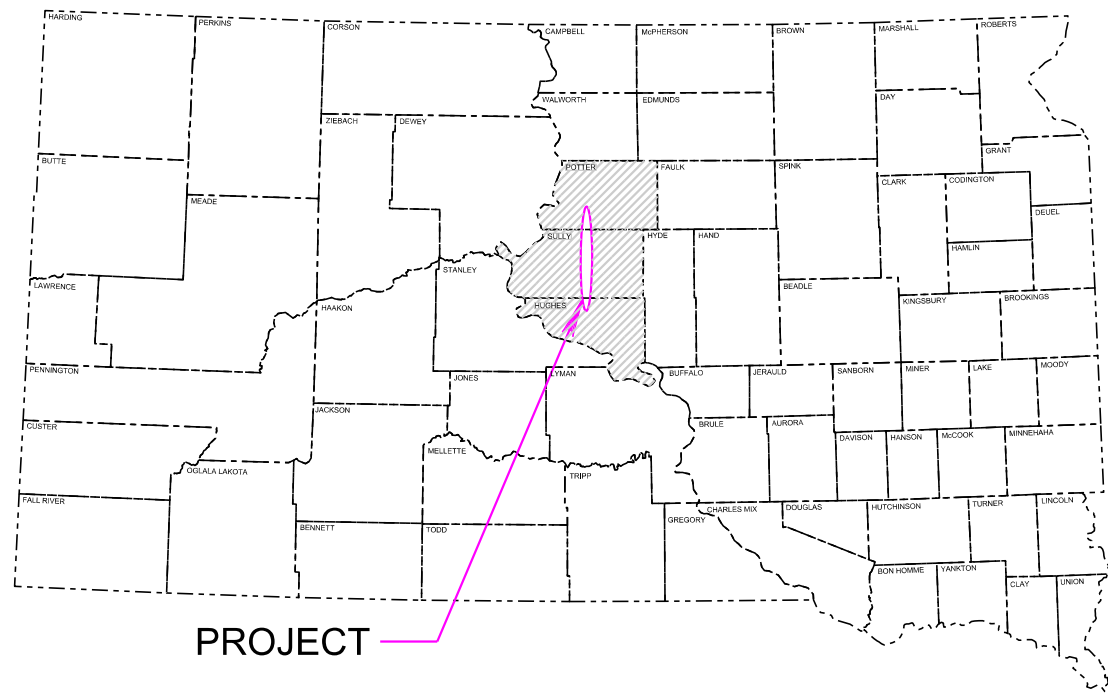 HARDING
PERKINS
CORSON
CAMPBELL
McPHERSON
BROWN
MARSHALL
ROBERTS
WALWORTH
EDMUNDS
DAY
ZIEBACH
DEWEY
GRANT
BUTTE
POTTER
FAULK
SPINK
CLARK
CODINGTON
MEADE
DEUEL
SULLY
HYDE
HAND
HAMLIN
STANLEY
LAWRENCE
BEADLE
HAAKON
HUGHES
KINGSBURY
BROOKINGS
PENNINGTON
JONES
LYMAN
BUFFALO
JERAULD
SANBORN
MINER
LAKE
MOODY
JACKSON
CUSTER
BRULE
AURORA
DAVISON
HANSON
McCOOK
MINNEHAHA
MELLETTE
OGLALA LAKOTA
TRIPP
FALL RIVER
CHARLES MIX
DOUGLAS
HUTCHINSON
TURNER
LINCOLN
GREGORY
BENNETT
TODD
BON HOMME
YANKTON
CLAY
UNION
PROJECT